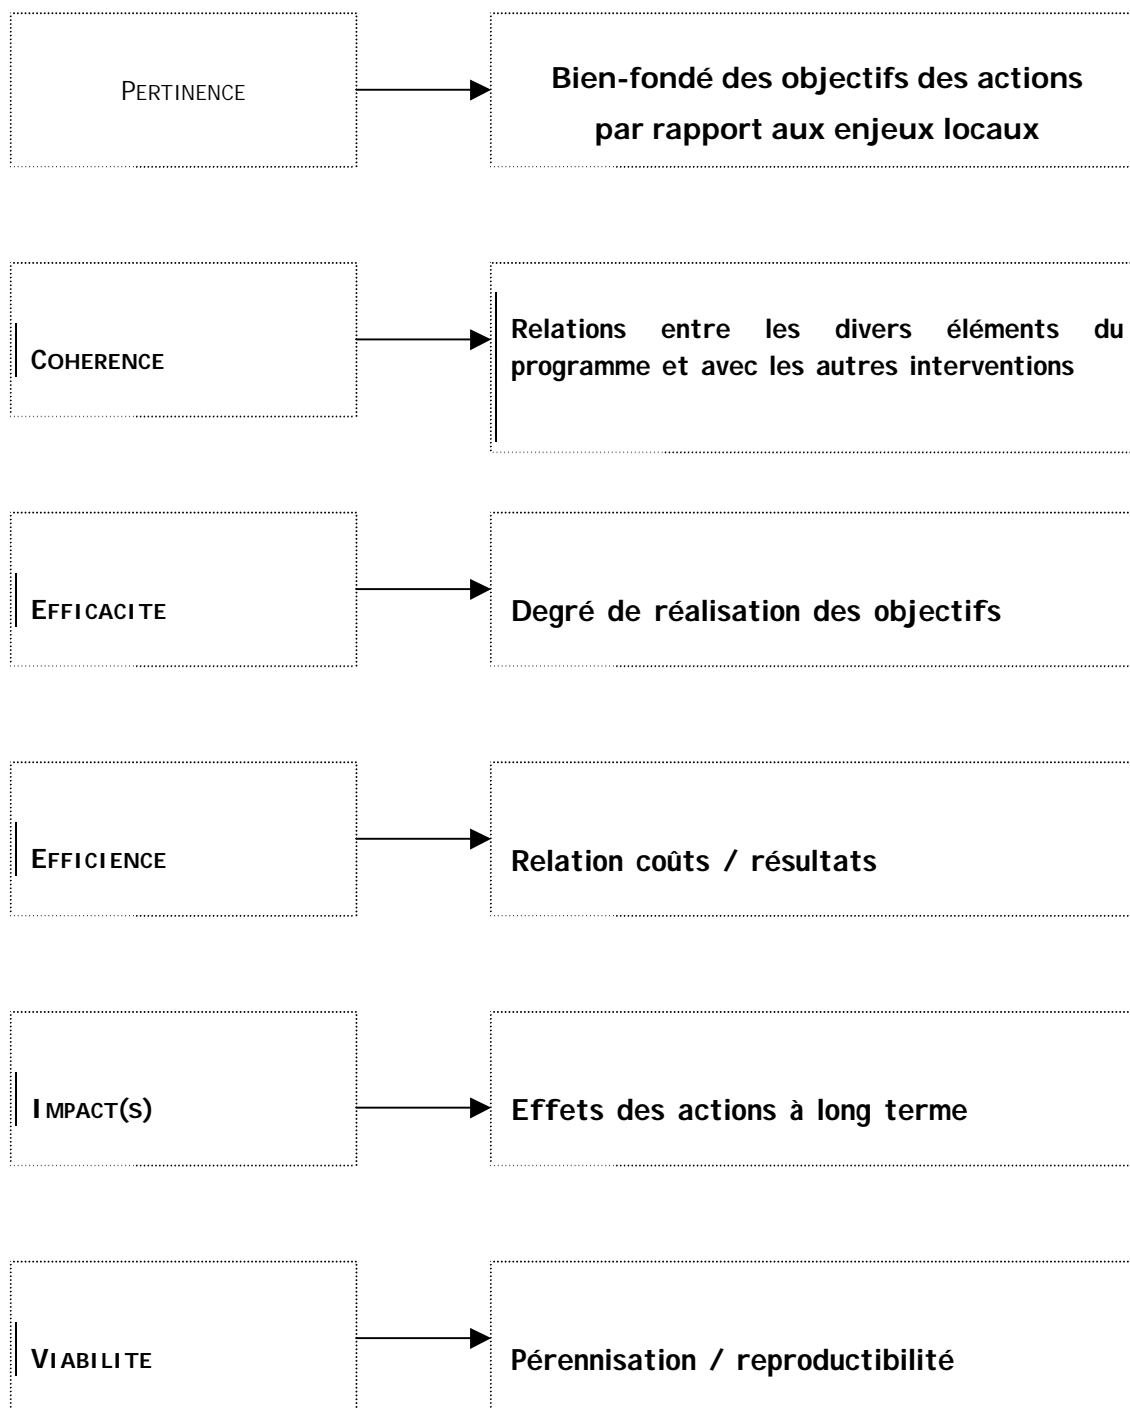 PERTINENCE
Bien-fondé des objectifs des actions
par rapport aux enjeux locaux
COHERENCE
Relations entre les divers éléments du
programme et avec les autres interventions
EFFICACITE
Degré de réalisation des objectifs
EFFICIENCE
Relation coûts / résultats
IMPACT(S)
Effets des actions à long terme
VIABILITE
Pérennisation / reproductibilité